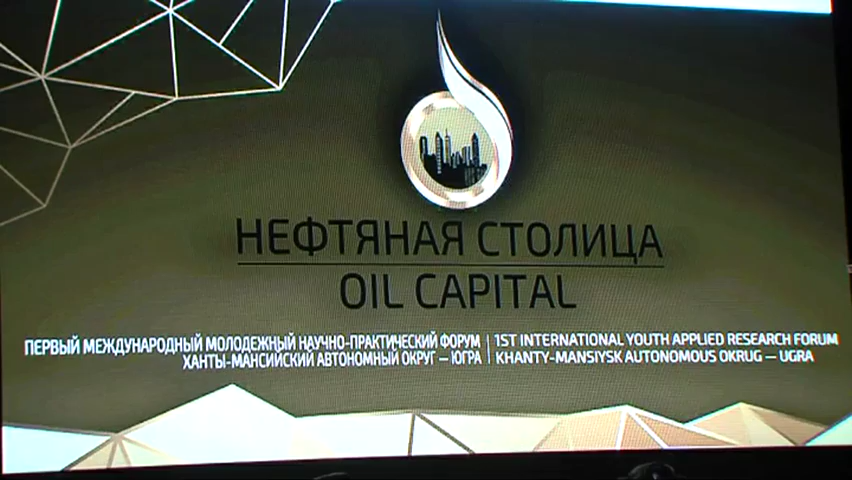 НЕФТЯНАЯ СТОЛИЦА
OIL CAPITAL
ПЕРВЫЙ МЕЖДУНАРОДНЫЙ МОЛОДЕЖНЫЙ НАУЧНО-ПРАКТИЧЕСКИЙ ФОРУМ
ХАНТЫ-МАНСИЙСКИЙ АВТОНОМНЫЙ ОКРУГ – ЮГРА
1ST INTERNATIONAL YOUTH APPLIED RESEARCH FORUM
KHANTY-MANSIYSK AUTONOMOUS OKRUG – UGRA